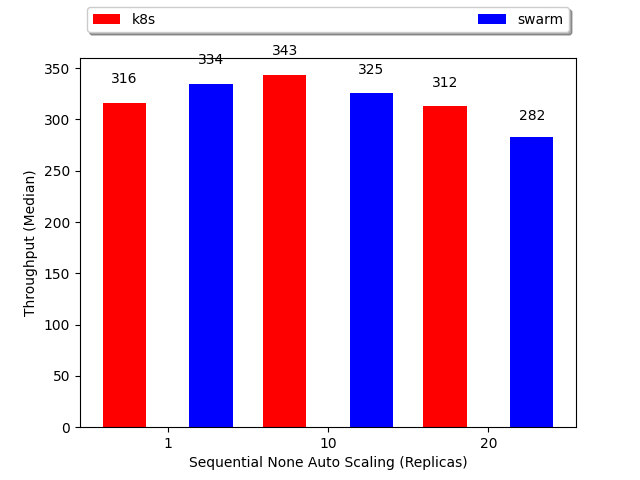 k8s swarm
343
334
316 325 312
282
350
300
250
200
150
100
50
0
Throughput (Median)
1 10 20
Sequential None Auto Scaling (Replicas)